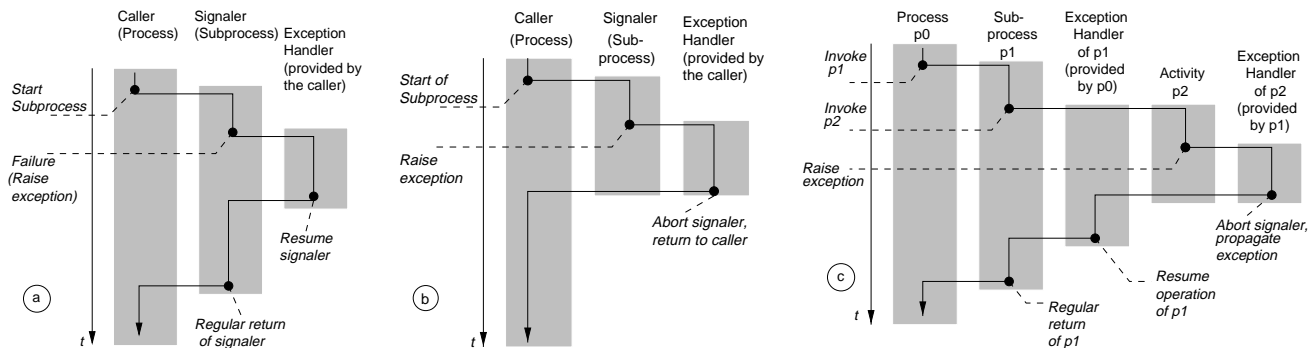 Caller
(Process)
Signaler
(Subprocess)
Exception
Handler
(provided by
the caller)
Start
Subprocess
Failure
(Raise
exception)
Resume
signaler
Regular return
of signaler
a
t
Caller
(Process)
Signaler
(Sub-
process)
Exception
Handler
(provided by
the caller)
Start of
Subprocess
Raise
exception
Abort signaler,
return to caller
b
t
Process
p0
Sub-
process
p1
Exception
Handler
of p1
(provided
by p0)
Activity
p2
Exception
Handler
of p2
(provided
by p1)
Invoke
p1
Invoke
p2
Raise
exception
Abort signaler,
propagate
exception
Resume
operation
of p1
Regular
return of
p1
c
t